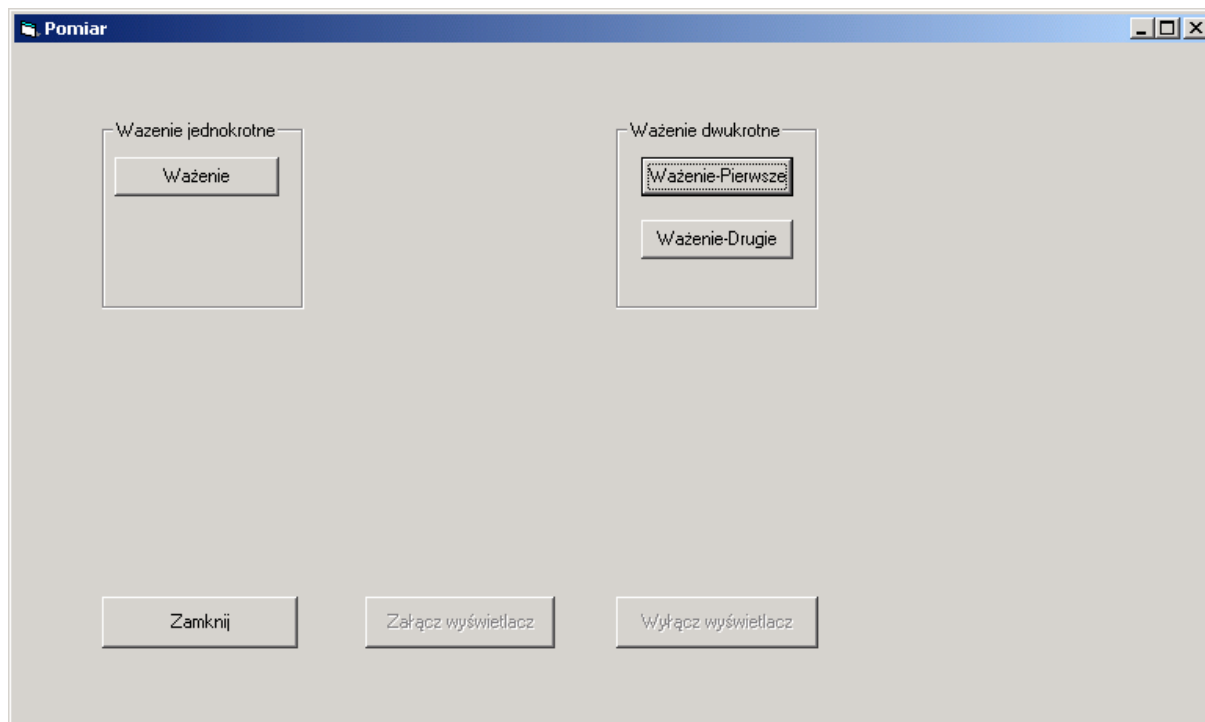 Pomiar
Wazenie jednokrotne
Ważenie
Ważenie dwukrotne
Ważenie-Pierwsze
Ważenie-Drugie
Zamknij
Załącz wyświetlacz
Wyłącz wyświetlacz